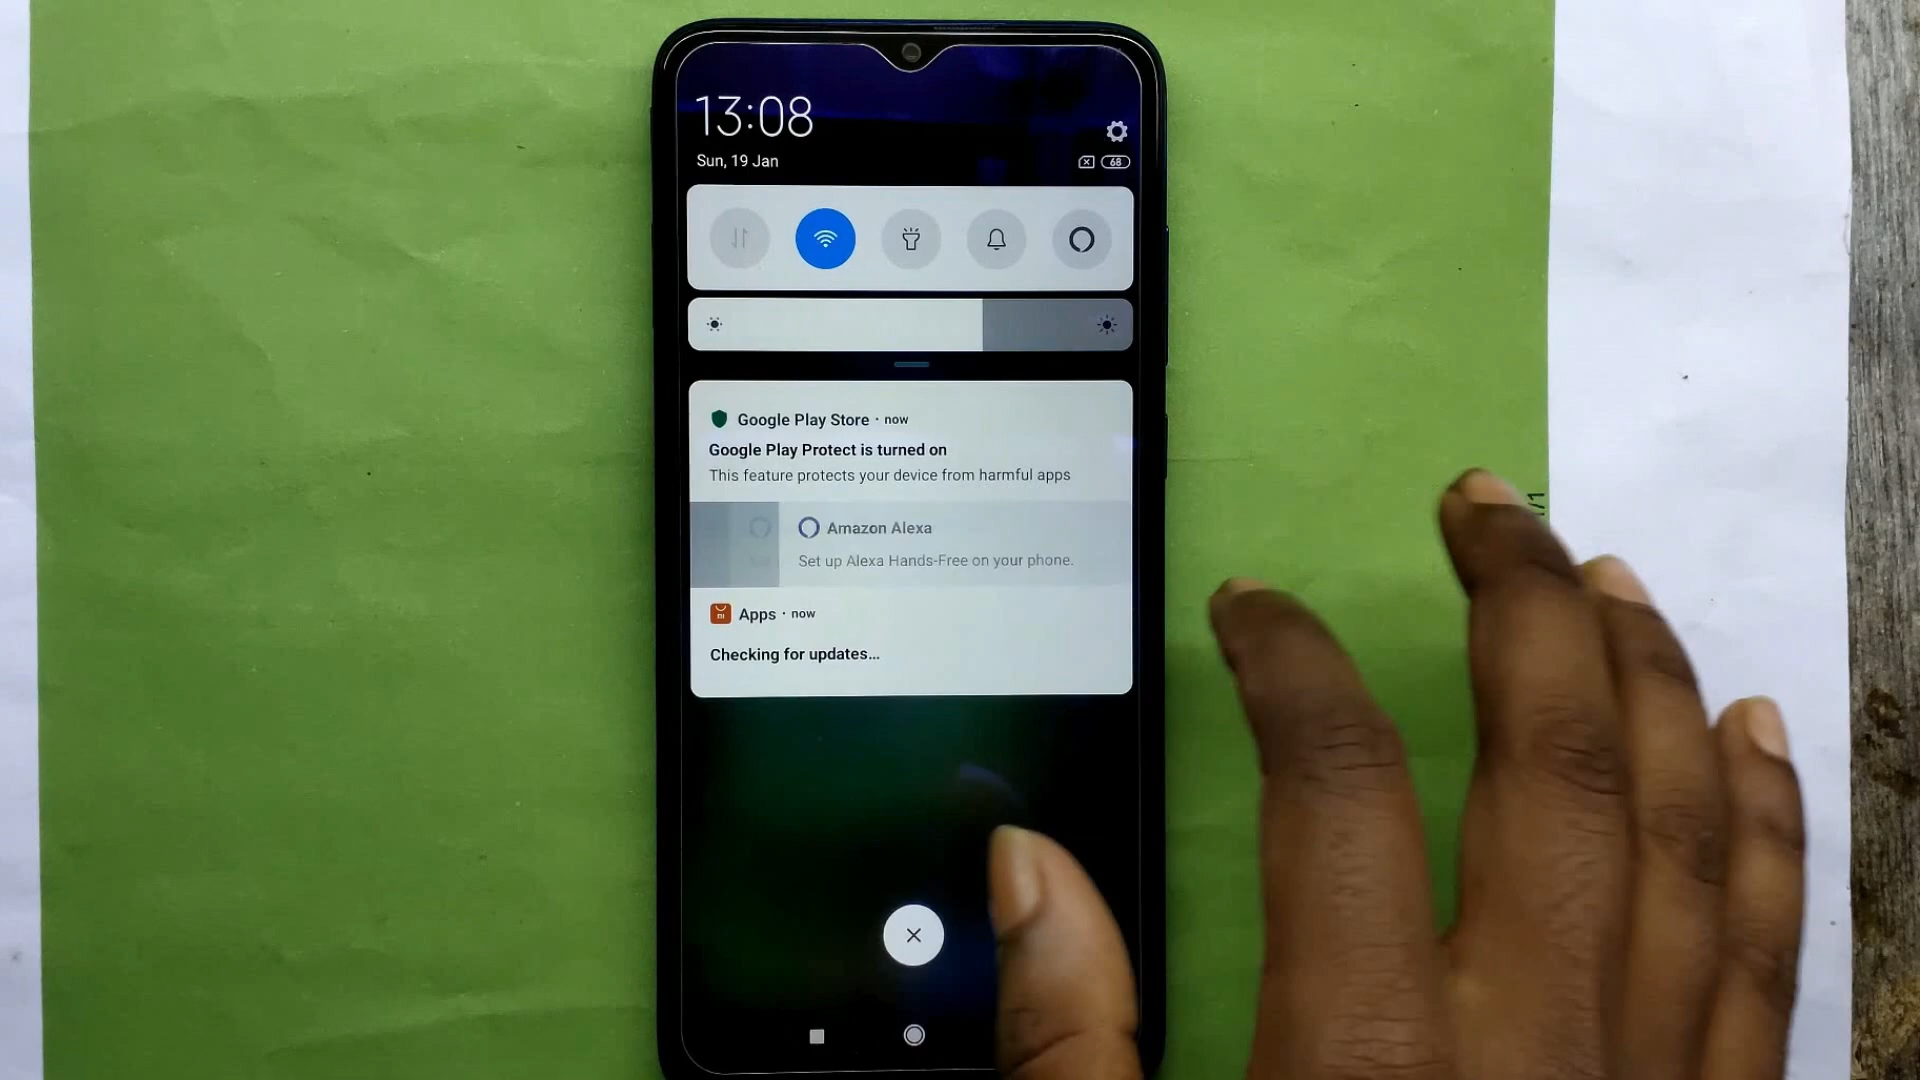 13:08
Sun, 19 Jan
68
Google Play Store · now
Google Play Protect is turned on
This feature protects your device from harmful apps
Amazon Alexa
Set up Alexa Hands-Free on your phone.
Apps · now
Checking for updates...